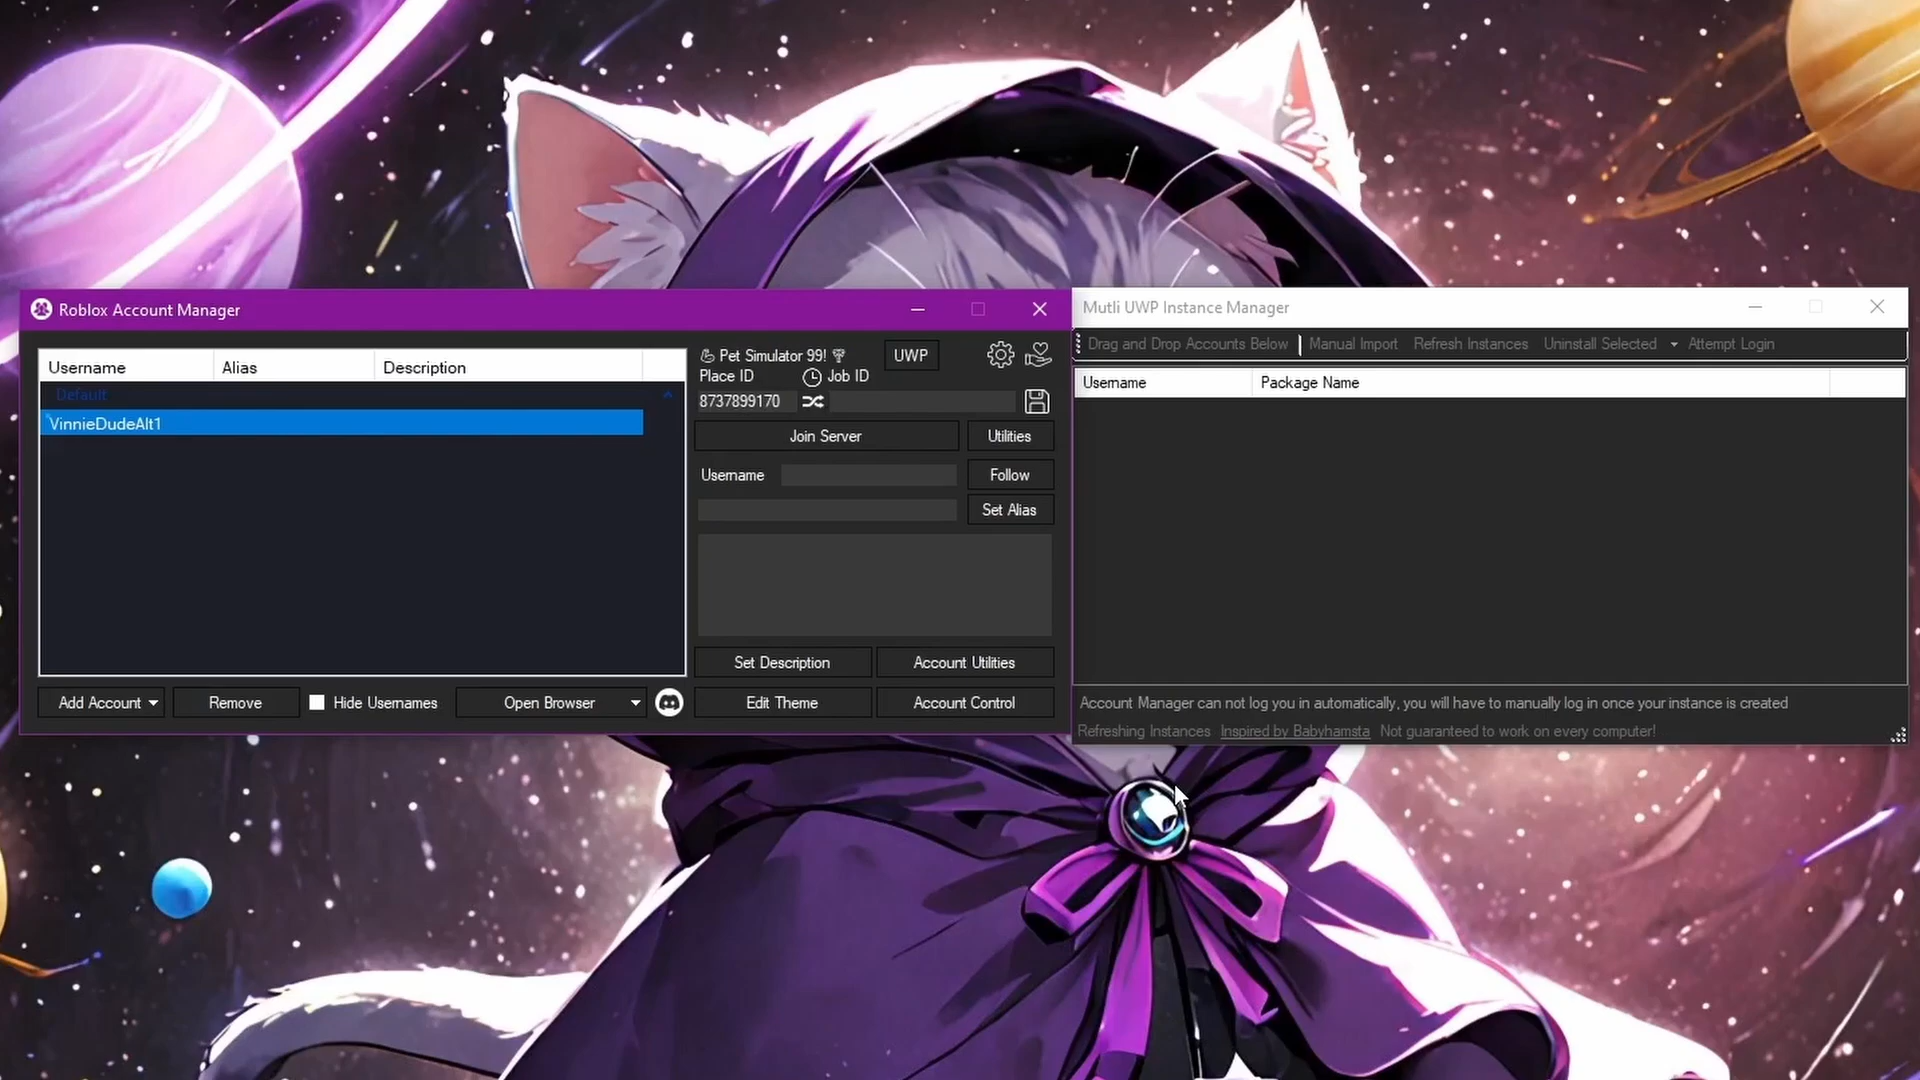 Roblox Account Manager
Username Alias Description
Default
VinnieDudeAlt1
Pet Simulator 99! UWP
Place ID Job ID
8737899170
Join Server Utilities
Username Follow
Set Alias
Set Description Account Utilities
Add Account Remove Hide Usernames Open Browser Edit Theme Account Control
Mutli UWP Instance Manager
Drag and Drop Accounts Below Manual Import Refresh Instances Uninstall Selected Attempt Login
Username Package Name
Account Manager can not log you in automatically, you will have to manually log in once your instance is created
Refreshing Instances Inspired by Babyhamsta Not guaranteed to work on every computer!